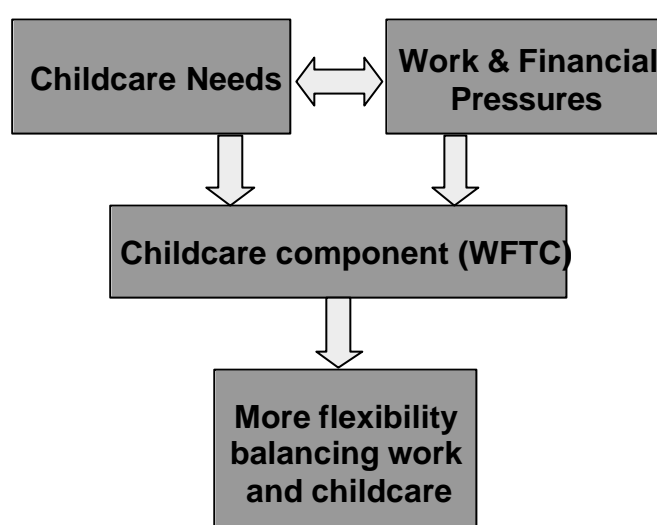 Childcare Needs
Work & Financial
Pressures
Childcare component (WFTC)
More flexibility
balancing work
and childcare